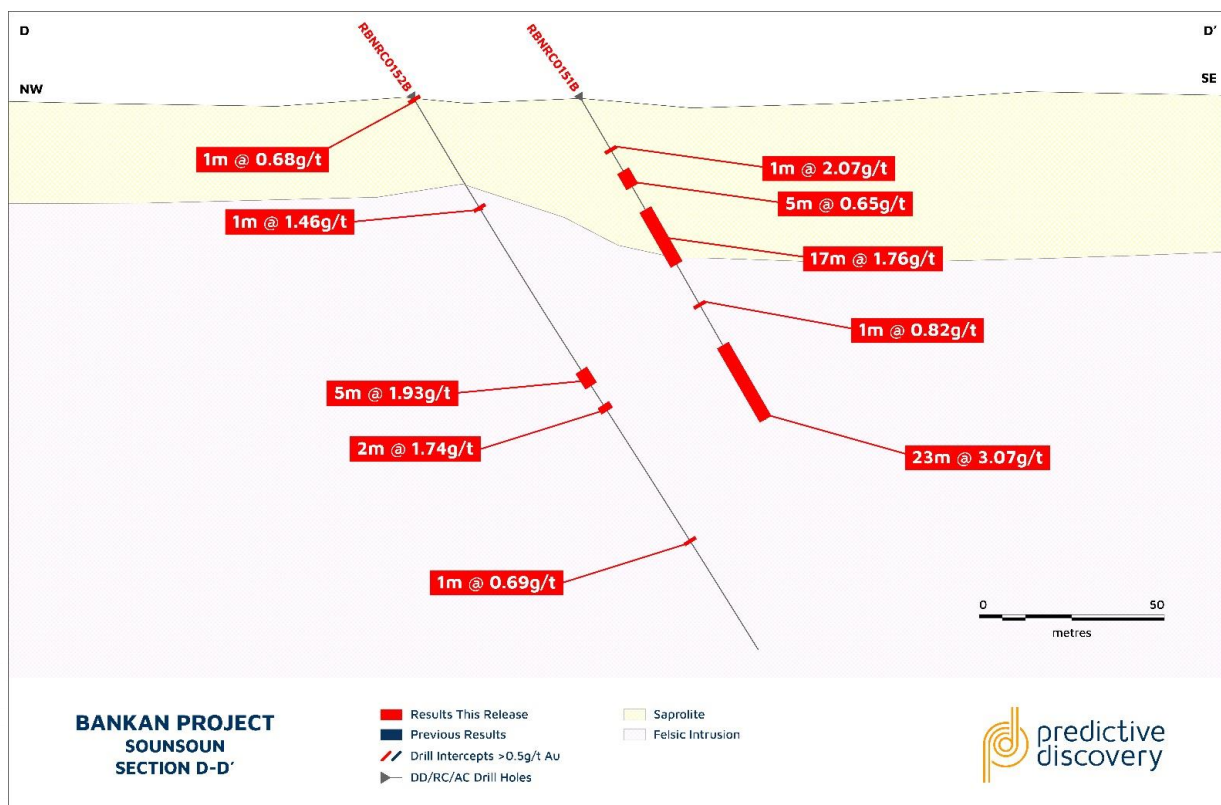 D
D'
NW
SE
RBNRC0152B
RBNRC0151B
1m @ 0.68g/t
1m @ 2.07g/t
5m @ 0.65g/t
1m @ 1.46g/t
17m @ 1.76g/t
1m @ 0.82g/t
5m @ 1.93g/t
2m @ 1.74g/t
23m @ 3.07g/t
1m @ 0.69g/t
0 50
metres
BANKAN PROJECT
SOUNSOUN
SECTION D-D'
Results This Release
Previous Results
Drill Intercepts >0.5g/t Au
DD/RC/AC Drill Holes
Saprolite
Felsic Intrusion
predictive
discovery